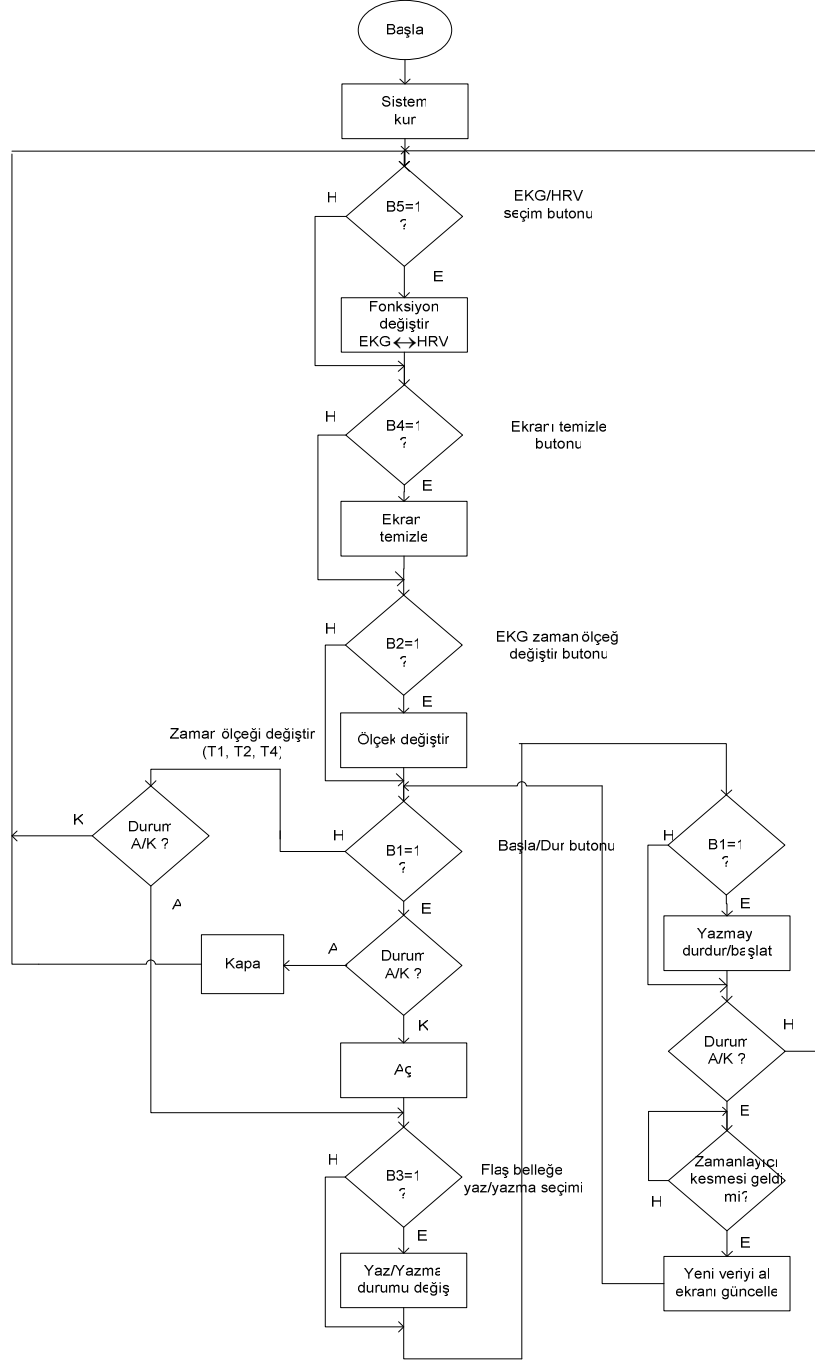 Başla
Sistem
kur
H
B5=1
?
EKG/HRV
seçim butonu
E
Fonksiyon
değiştir
EKG↔HRV
H
B4=1
?
Ekranı temizle
butonu
E
Ekran
temizle
H
B2=1
?
EKG zaman ölçeğ
değiştir butonu
E
Ölçek değiştir
Zaman ölçeği değiştir
(T1, T2, T4)
K
Durum
A/K ?
A
H
B1=1
?
Başla/Dur butonu
E
Durum
A/K ?
A
Kapa
K
Aç
H
B3=1
?
Flaş belleğe
yaz/yazma seçimi
E
Yaz/Yazma
durumu değiş
H
B1=1
?
E
Yazmay
durdur/başlat
Durum
A/K ?
H
E
Zamanlayıcı
kesmesi geldi
mi?
H
E
Yeni veriyi al
ekranı güncelle